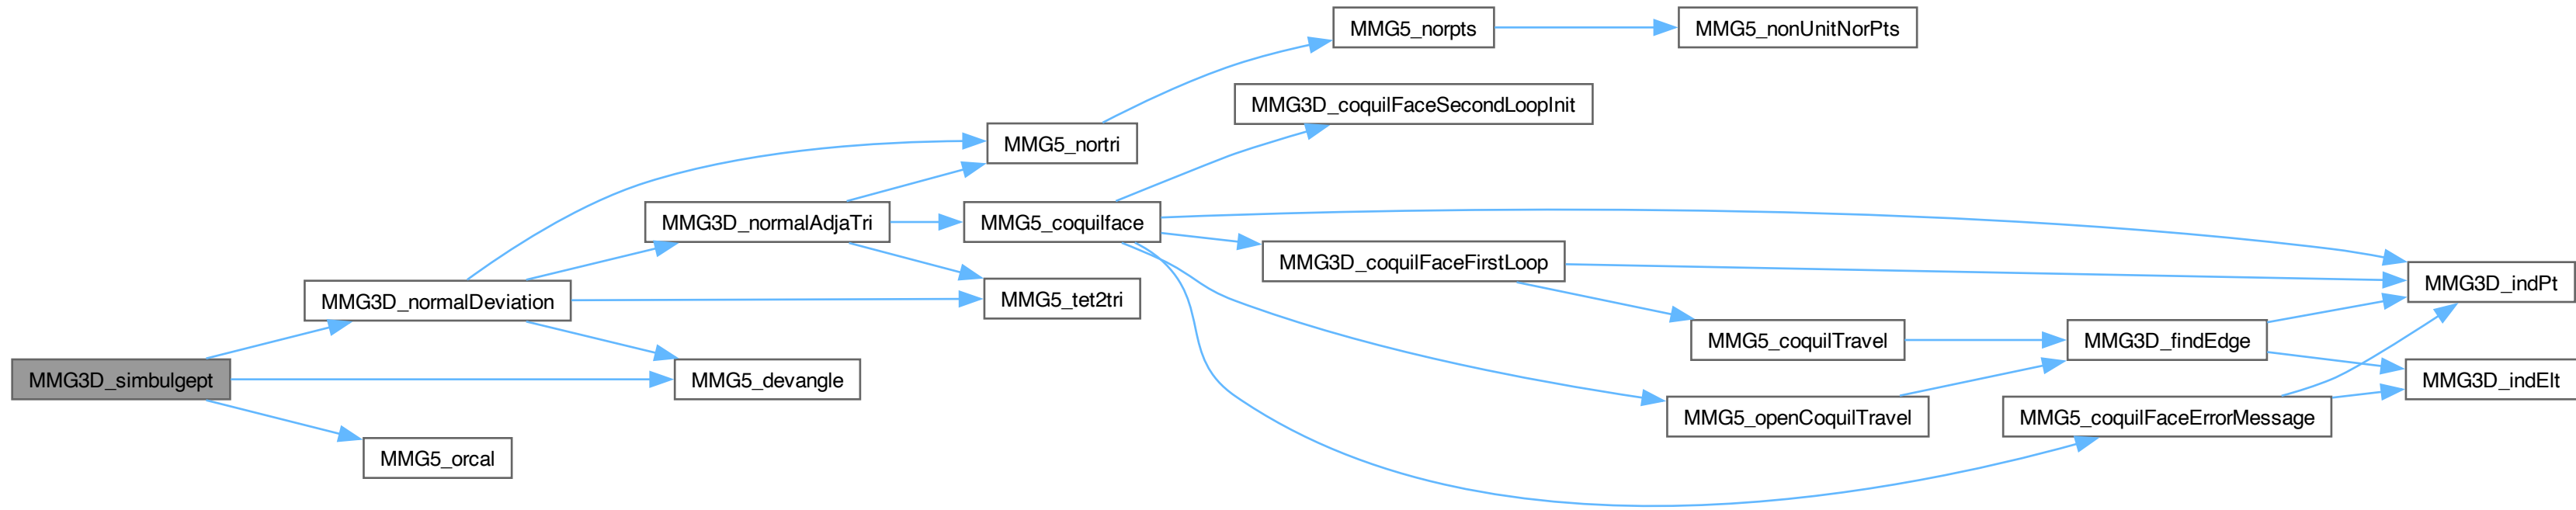 MMG3D_simbulgept
MMG3D_normalDeviation
MMG5_orcal
MMG3D_normalAdjaTri
MMG5_devangle
MMG5_nortri
MMG5_coquilface
MMG5_tet2tri
MMG5_norpts
MMG3D_coquilFaceSecondLoopInit
MMG3D_coquilFaceFirstLoop
MMG5_nonUnitNorPts
MMG5_coquilTravel
MMG5_openCoquilTravel
MMG3D_findEdge
MMG5_coquilFaceErrorMessage
MMG3D_indPt
MMG3D_indElt